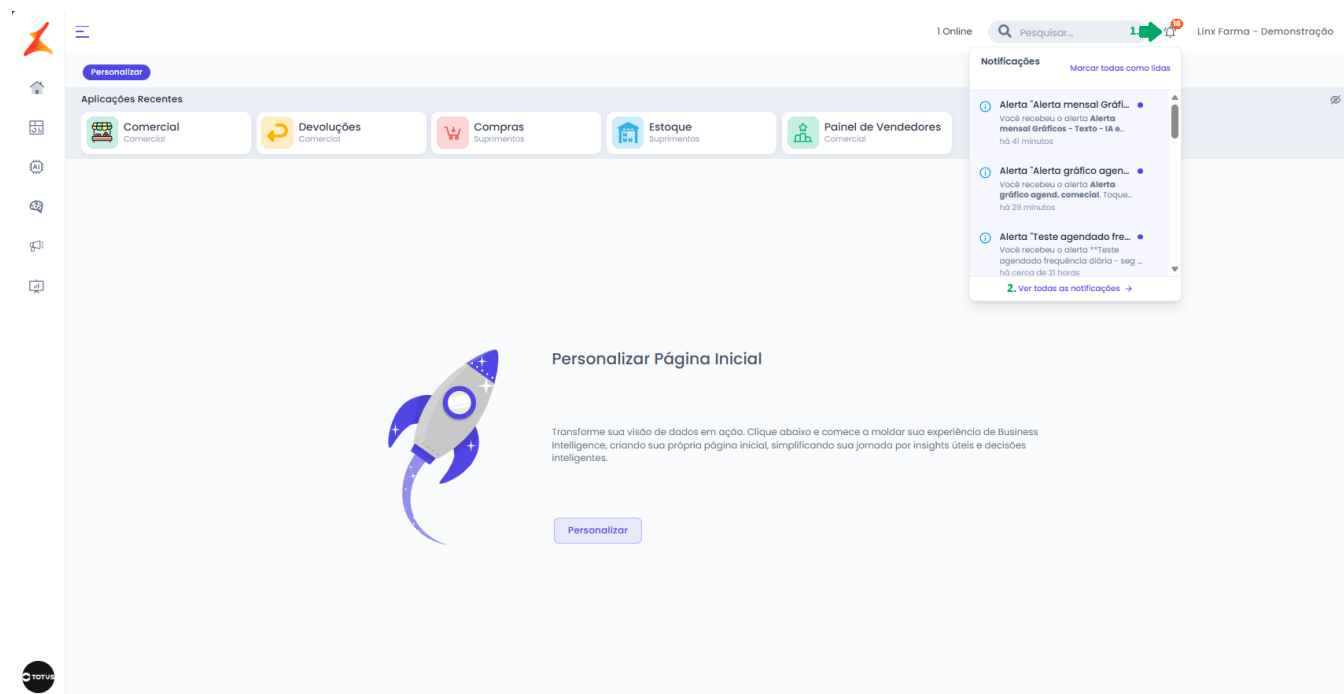 1 Online
Pesquisar...
1.
18
Linx Farma - Demonstração
Personalizar
Notificações
Marcar todas como lidas
Aplicações Recentes
Comercial
Comercial
Devoluções
Comercial
Compras
Suprimentos
Estoque
Suprimentos
Painel de Vendedores
Comercial
Alerta "Alerta mensal Gráfi...
Você recebeu o alerta Alerta
mensal Gráficos - Texto - IA e...
há 41 minutos
Alerta "Alerta gráfico agen...
Você recebeu o alerta Alerta
gráfico agend. comecial. Toque...
há 29 minutos
Alerta "Teste agendado fre...
Você recebeu o alerta **Teste
agendado frequência diária - seg ...
há cerca de 21 horas
2. Ver todas as notificações →
AI
Personalizar Página Inicial
Transforme sua visão de dados em ação. Clique abaixo e comece a moldar sua experiência de Business
Intelligence, criando sua própria página inicial, simplificando sua jornada por insights úteis e decisões
inteligentes.
Personalizar
TOTVS